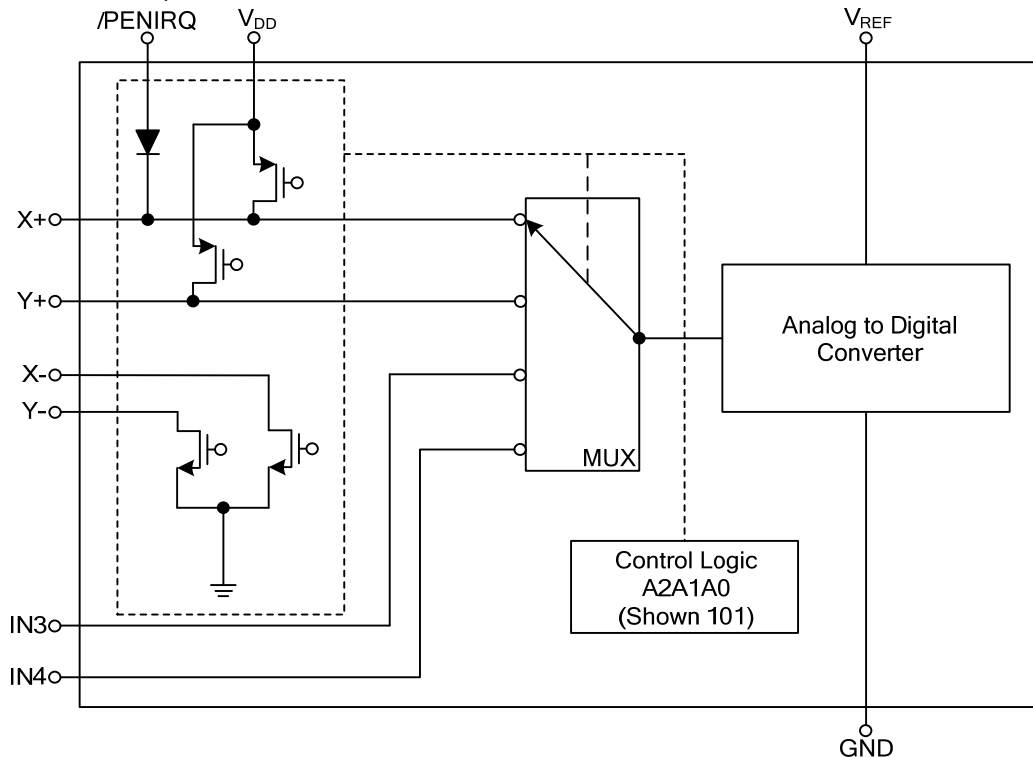 /PENIRQ
VDD
VREF
X+
Y+
X-
Y-
Analog to Digital
Converter
MUX
Control Logic
A2A1A0
(Shown 101)
IN3
IN4
GND